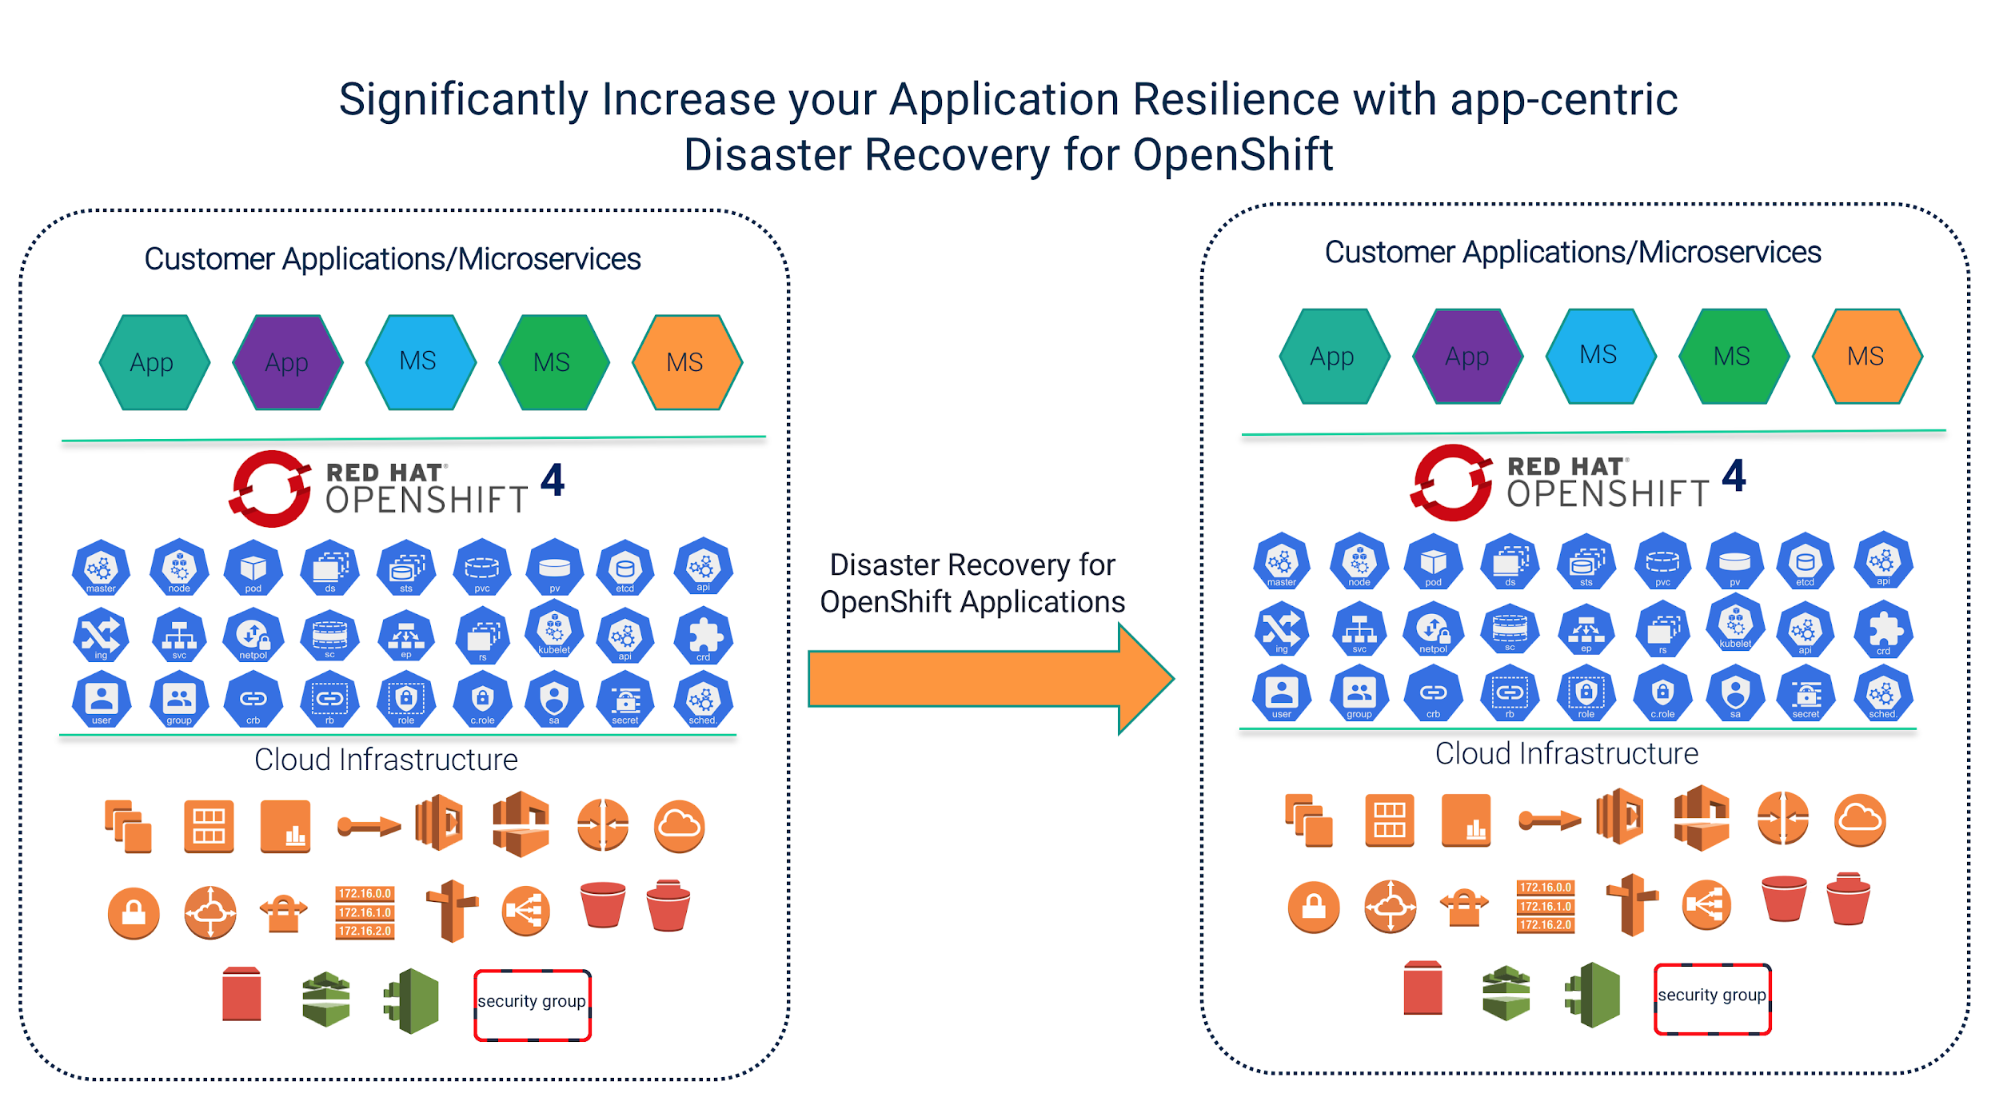 Significantly Increase your Application Resilience with app-centric
Disaster Recovery for OpenShift
Customer Applications/Microservices
App App MS MS MS
RED HAT® 4
OPENSHIFT
master node pod ds sts pvc pv etcd api
ing svc netpol sc ep rs kubelet api crd
user group crb rb role c.role sa secret sched.
Cloud Infrastructure
172.16.0.0
172.16.1.0
172.16.2.0
security group
Disaster Recovery for
OpenShift Applications
Customer Applications/Microservices
App App MS MS MS
RED HAT® 4
OPENSHIFT
master node pod ds sts pvc pv etcd api
ing svc netpol sc ep rs kubelet api crd
user group crb rb role c.role sa secret sched.
Cloud Infrastructure
172.16.0.0
172.16.1.0
172.16.2.0
security group